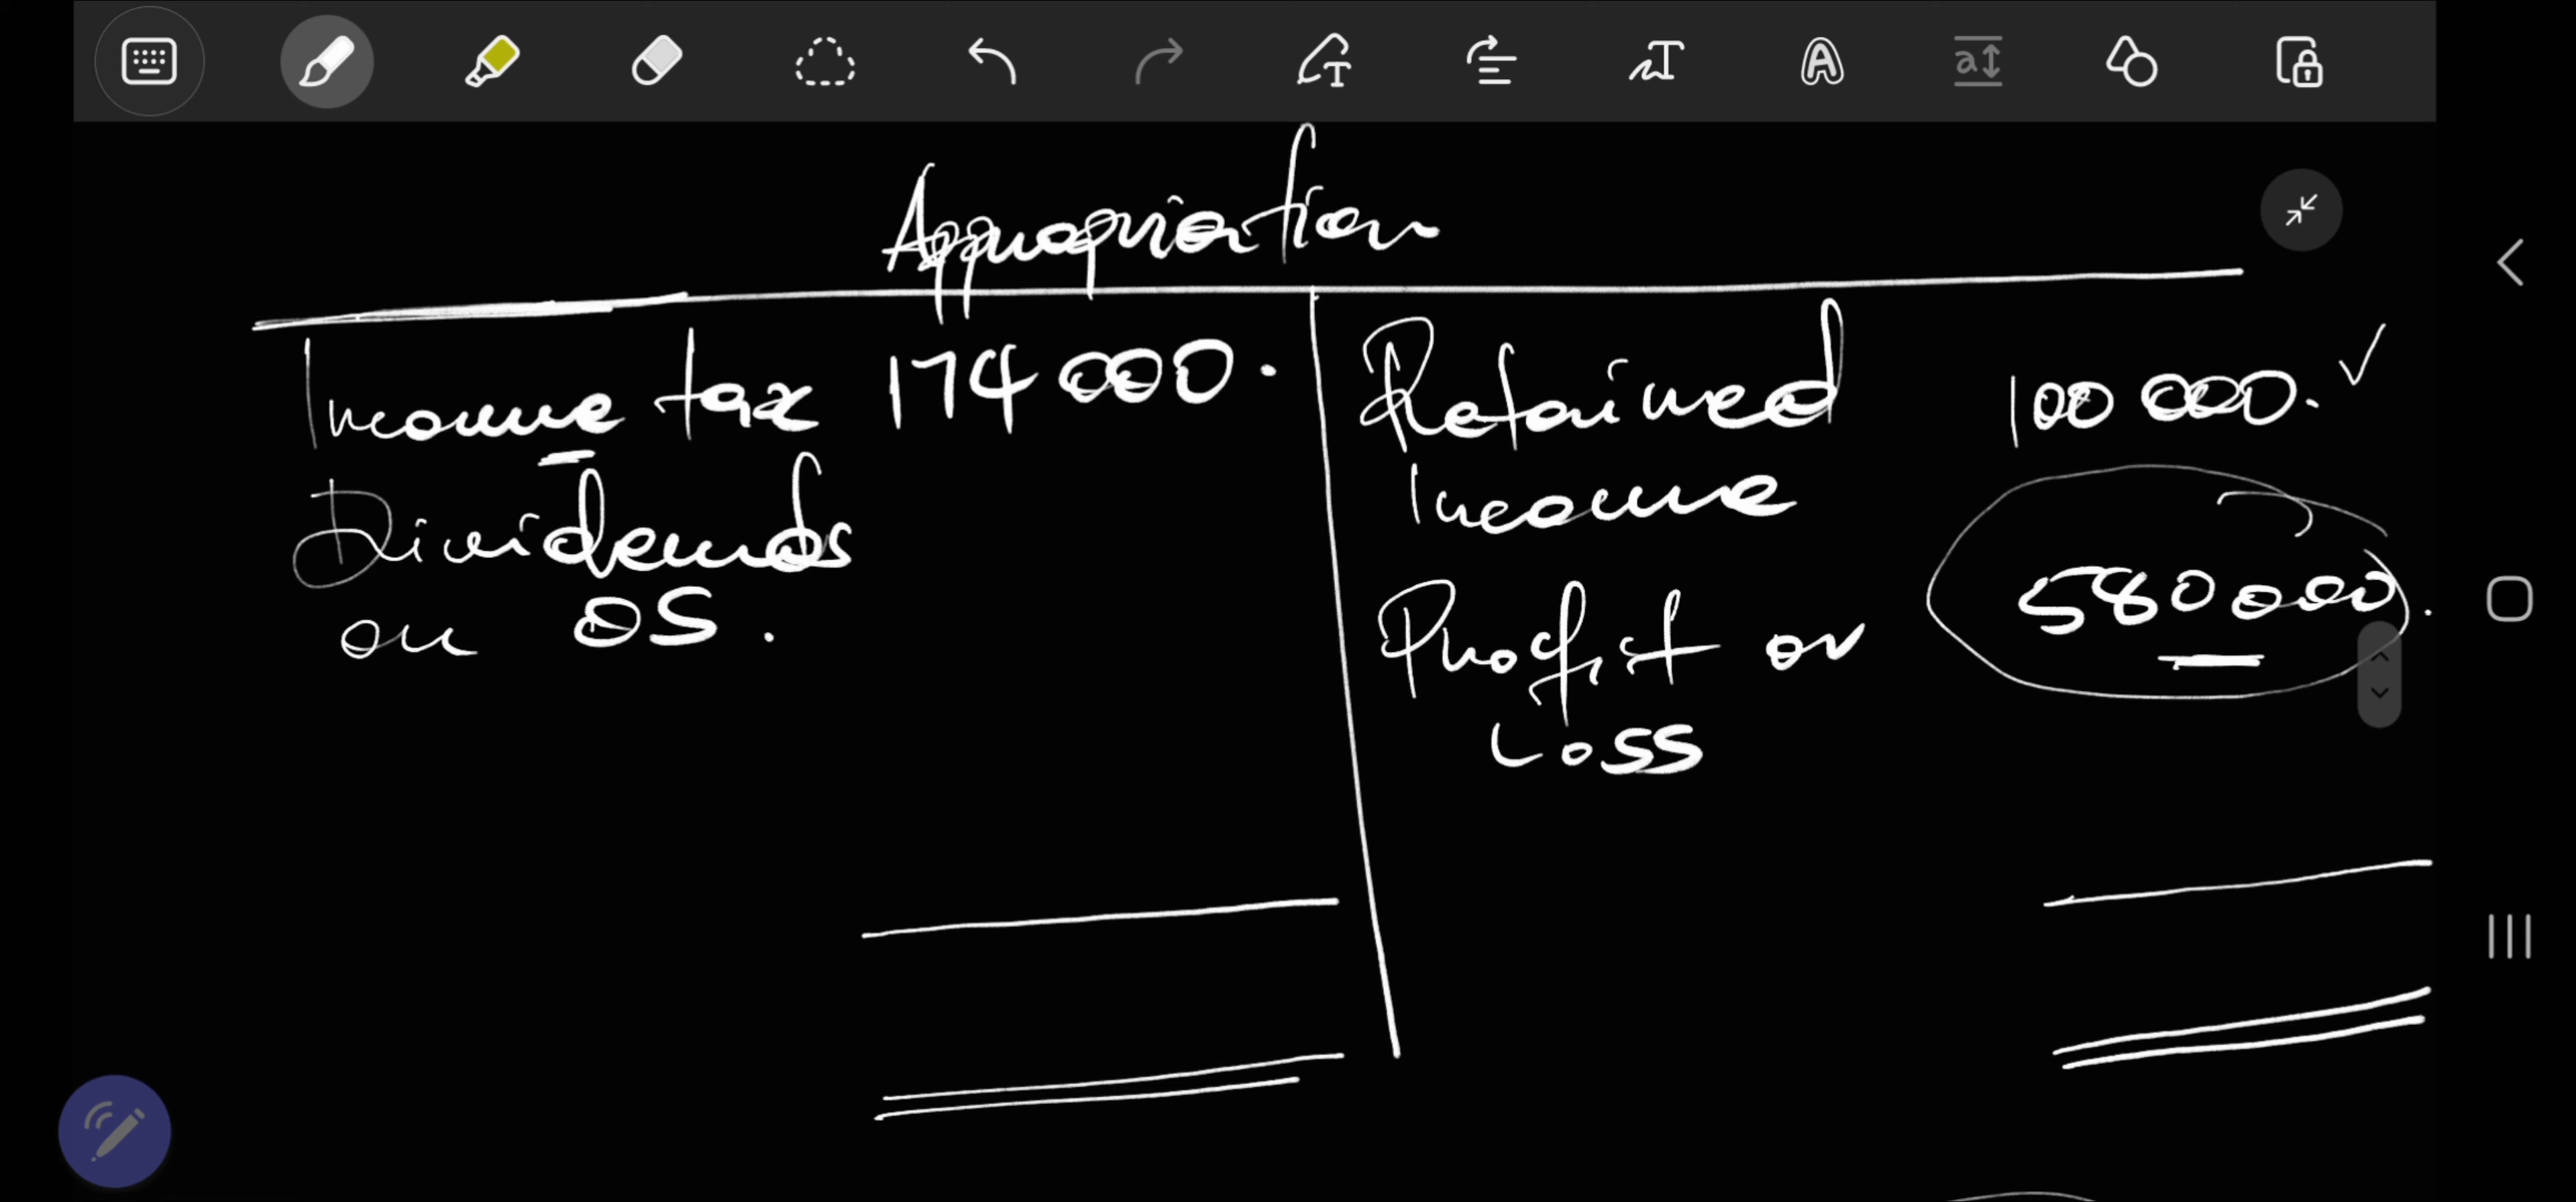 Appropriation
Income tax 174 000.
Dividends
on OS.
Retained 100 000. ✓
Income
Profit or 580 000.
Loss